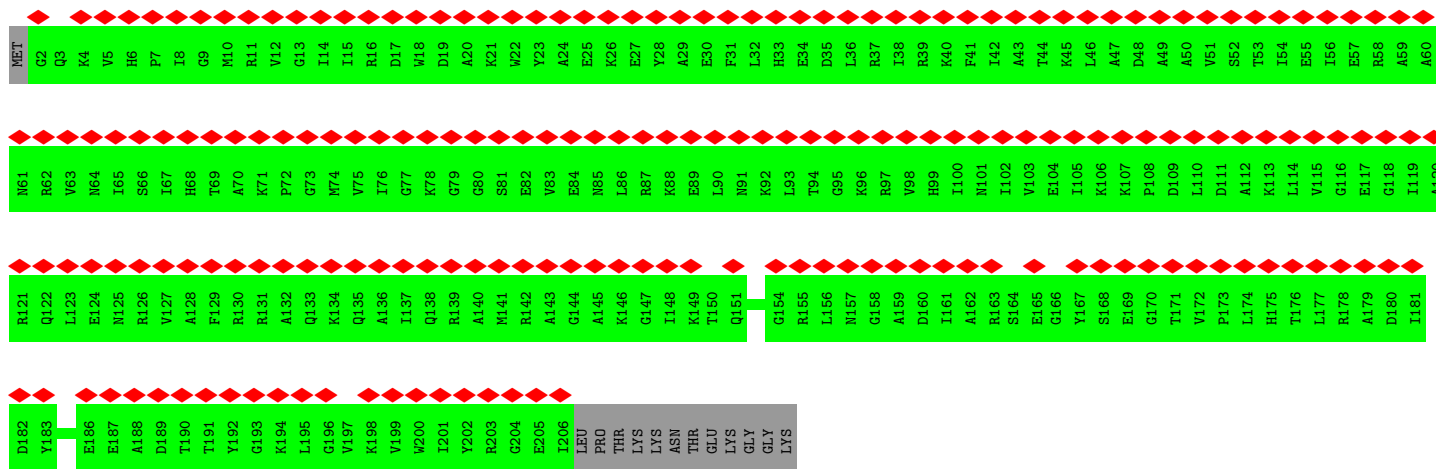 MET G2 Q3 K4 V5 H6 P7 I8 G9 M10 R11 V12 G13 I14 I15 R16 D17 W18 D19 A20 K21 W22 Y23 A24 E25 K26 E27 Y28 A29 E30 F31 L32 H33 E34 D35 L36 R37 I38 R39 K40 F41 I42 A43 T44 K45 L46 A47 D48 A49 A50 V51 S52 T53 I54 E55 I56 E57 R58 A59 A60
N61 R62 V63 N64 I65 S66 I67 H68 T69 A70 K71 P72 G73 M74 V75 I76 G77 K78 G79 G80 S81 E82 V83 E84 N85 L86 R87 K88 E89 L90 N91 K92 L93 T94 G95 K96 R97 V98 H99 I100 N101 I102 V103 E104 I105 K106 K107 P108 D109 L110 D111 A112 K113 L114 V115 G116 E117 G118 I119 A120
R121 Q122 L123 E124 N125 R126 V127 A128 F129 R130 R131 A132 Q133 K134 Q135 A136 I137 Q138 R139 A140 M141 R142 A143 G144 A145 K146 G147 I148 K149 T150 Q151 G154 R155 L156 N157 G158 A159 D160 I161 A162 R163 S164 E165 G166 Y167 S168 E169 G170 T171 V172 P173 L174 H175 T176 L177 R178 A179 D180 I181
D182 Y183 E186 E187 A188 D189 T190 T191 Y192 G193 K194 L195 G196 V197 K198 V199 W200 I201 Y202 R203 G204 E205 I206 LEU PRO THR LYS LYS ASN THR GLU LYS GLY GLY LYS